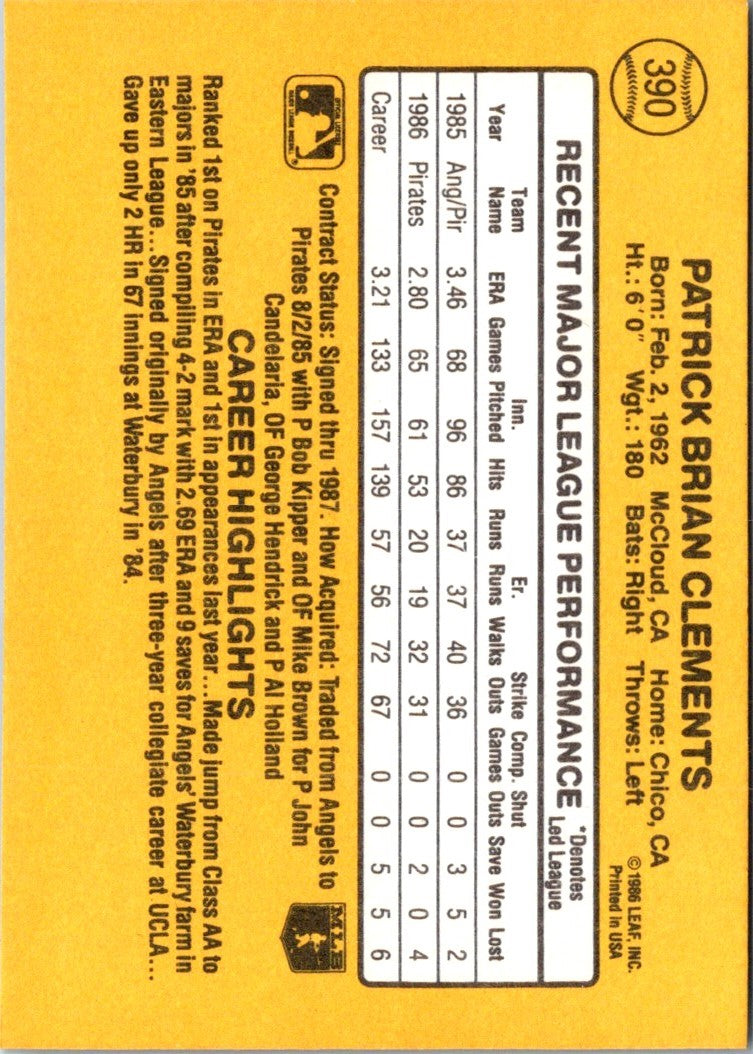 390
PATRICK BRIAN CLEMENTS
Born: Feb. 2, 1962 McCloud, CA Home: Chico, CA
Ht.: 6'0" Wgt.: 180 Bats: Right Throws: Left
©1986 LEAF, INC.
Printed in USA
RECENT MAJOR LEAGUE PERFORMANCE
*Denotes
Led League
Team Inn. Er. Strike Comp. Shut
Year Name ERA Games Pitched Hits Runs Runs Walks Outs Games Outs Save Won Lost
1985 Ang/Pir 3.46 68 96 86 37 37 40 36 0 0 3 5 2
1986 Pirates 2.80 65 61 53 20 19 32 31 0 0 2 0 4
Career 3.21 133 157 139 57 56 72 67 0 0 5 5 6
OFFICIAL LICENSEE
MAJOR LEAGUE BASEBALL
®
Contract Status: Signed thru 1987. How Acquired: Traded from Angels to
Pirates 8/2/85 with P Bob Kipper and OF Mike Brown for P John
Candelaria, OF George Hendrick and P Al Holland
MLB
CAREER HIGHLIGHTS
Ranked 1st on Pirates in ERA and 1st in appearances last year...Made jump from Class AA to
majors in '85 after compiling 4-2 mark with 2.69 ERA and 9 saves for Angels' Waterbury farm in
Eastern League...Signed originally by Angels after three-year collegiate career at UCLA...
Gave up only 2 HR in 67 innings at Waterbury in '84.